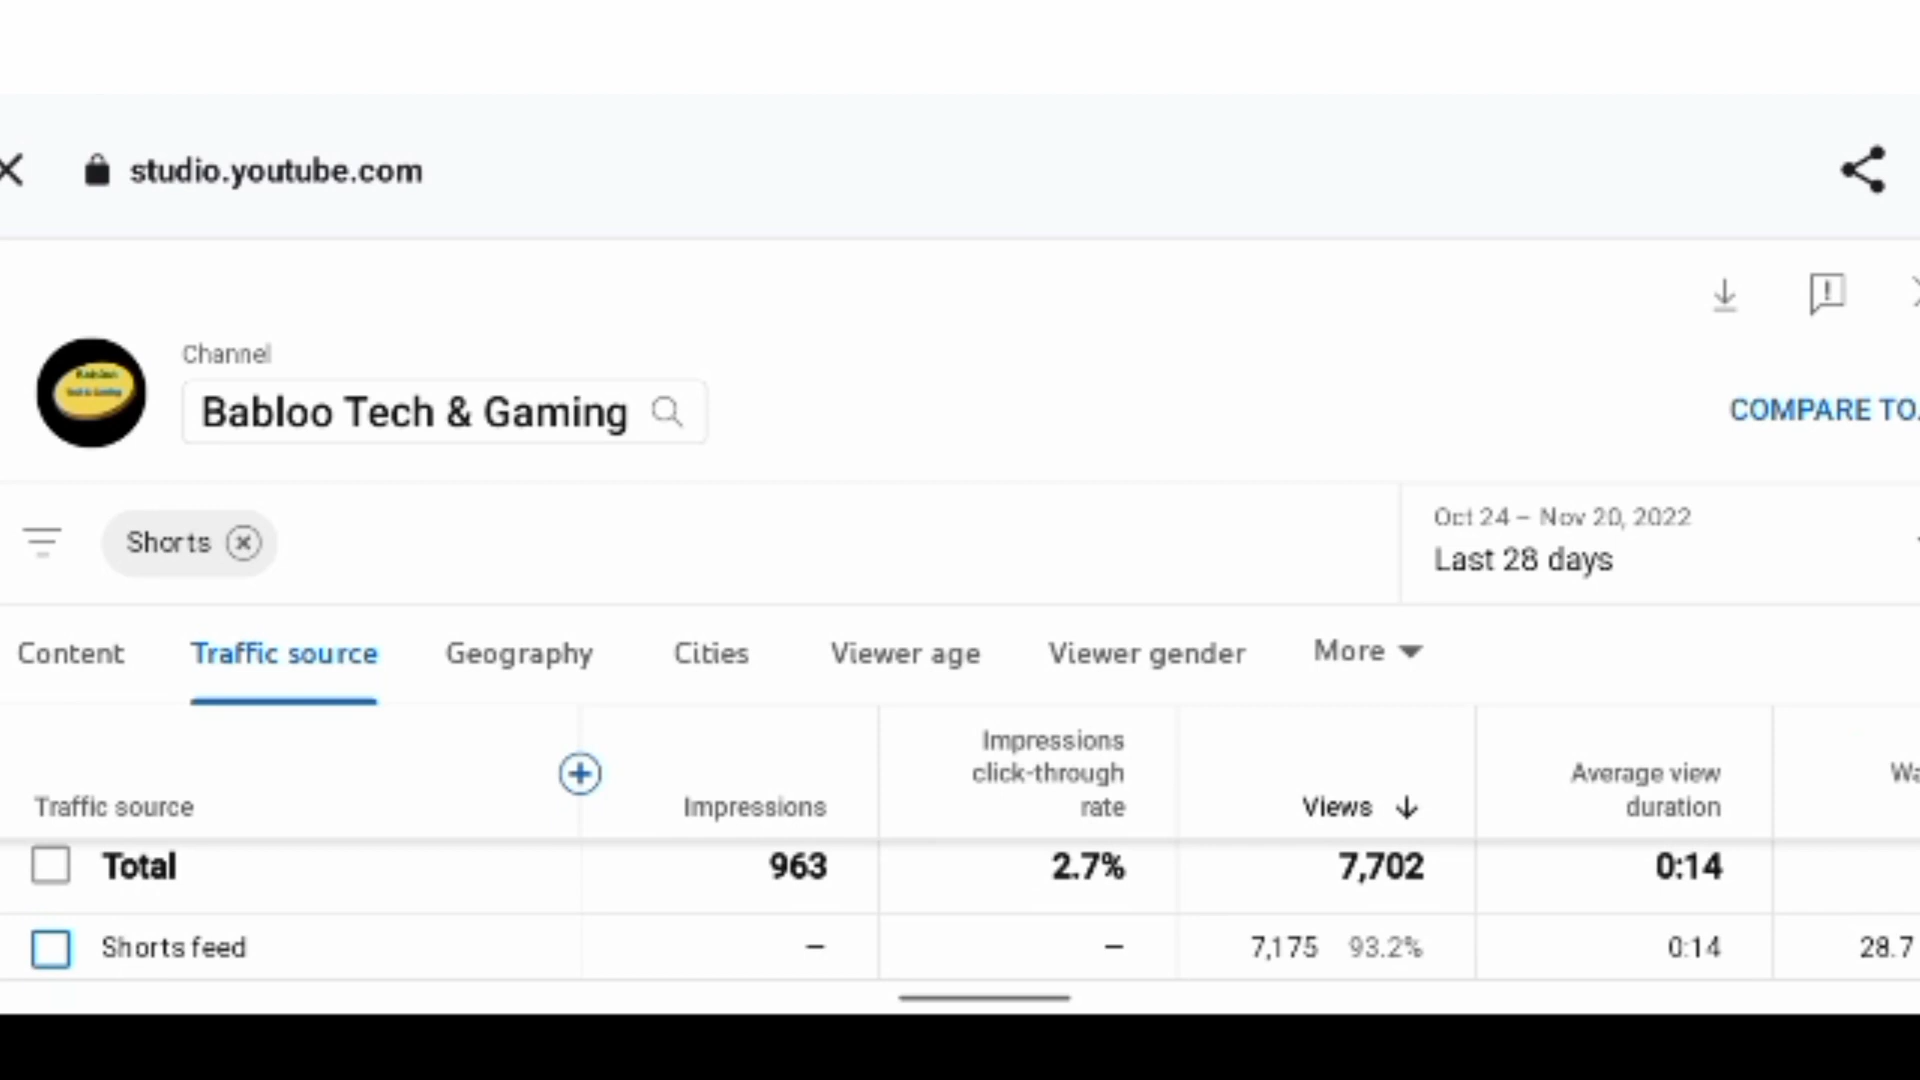 studio.youtube.com
Channel
Babloo Tech & Gaming
COMPARE TO.
Shorts
Oct 24 – Nov 20, 2022
Last 28 days
Content Traffic source Geography Cities Viewer age Viewer gender More
Traffic source
Impressions
Impressions
click-through
rate
Views
Average view
duration
Wa
Total 963 2.7% 7,702 0:14
Shorts feed – – 7,175 93.2% 0:14 28.7